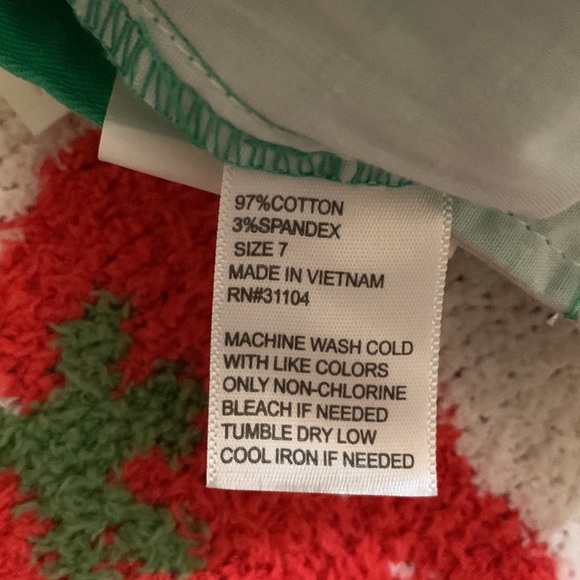 97%COTTON
3%SPANDEX
SIZE 7
MADE IN VIETNAM
RN#31104
MACHINE WASH COLD
WITH LIKE COLORS
ONLY NON-CHLORINE
BLEACH IF NEEDED
TUMBLE DRY LOW
COOL IRON IF NEEDED